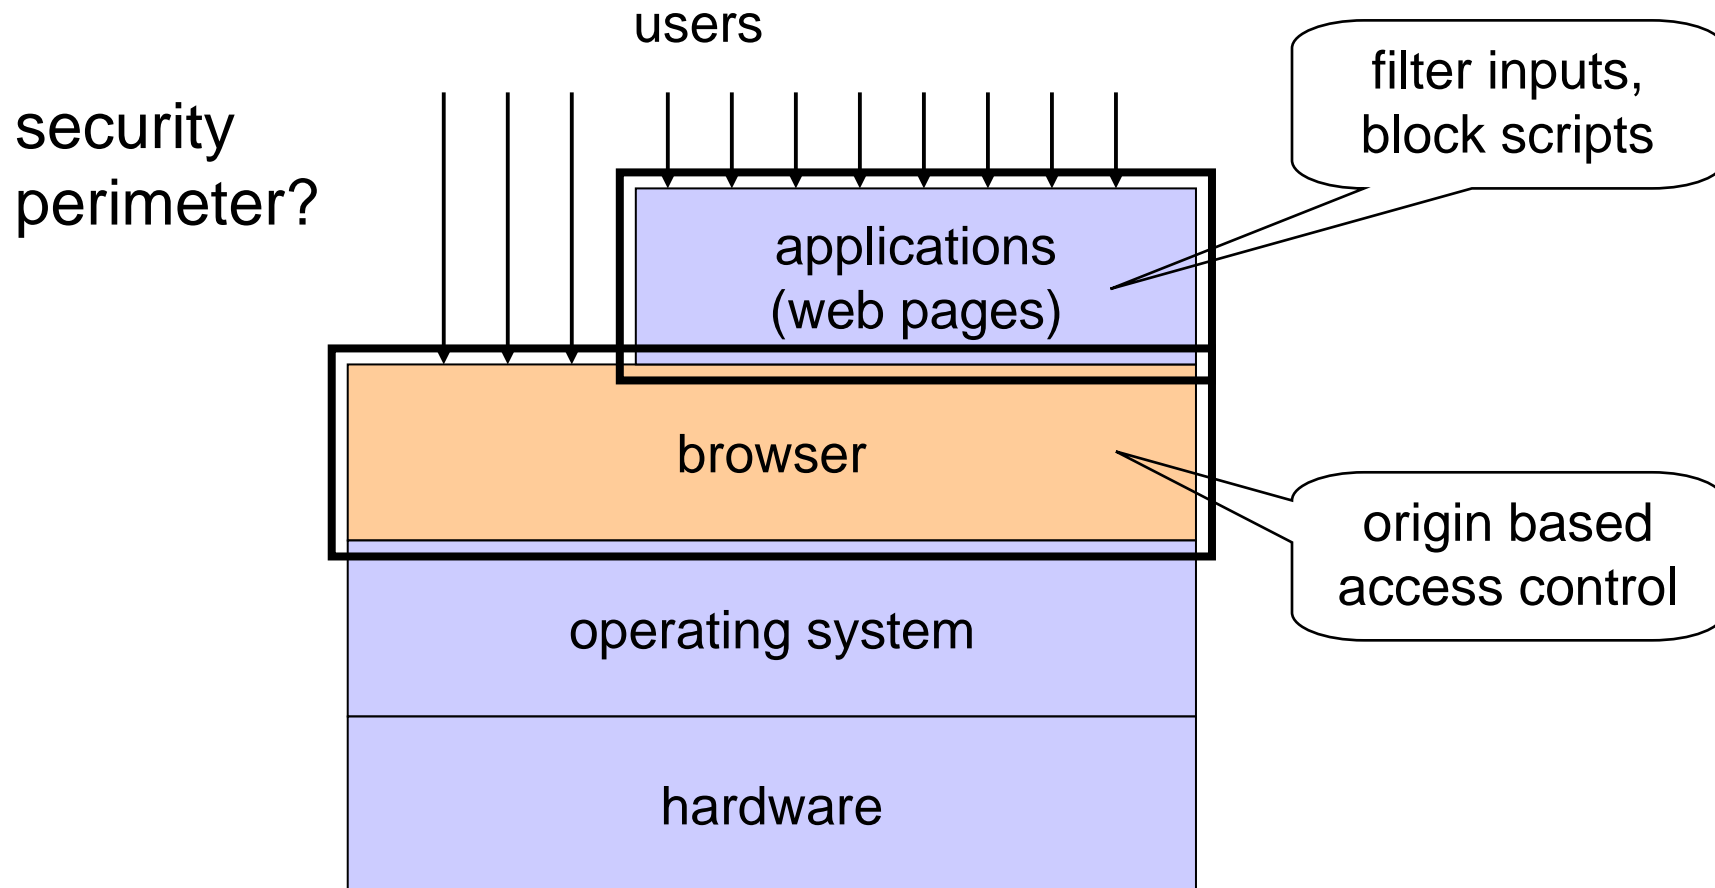 users
security
perimeter?
filter inputs,
block scripts
applications
(web pages)
browser
origin based
access control
operating system
hardware